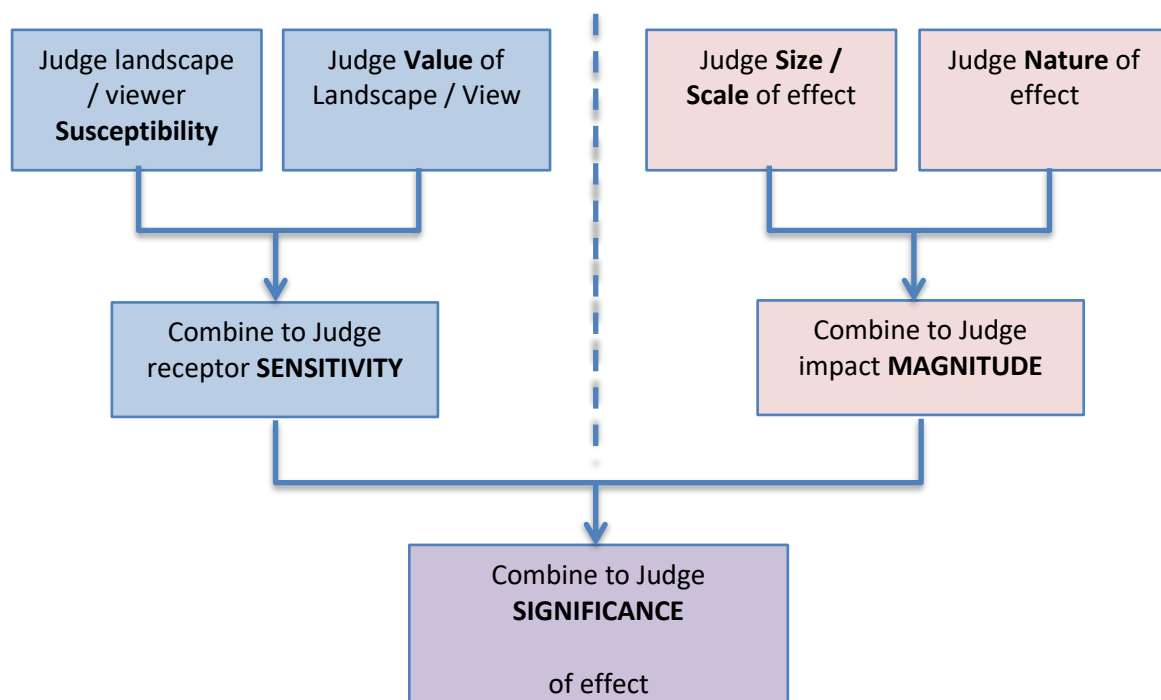 Judge landscape
/ viewer
Susceptibility
Judge Value of
Landscape / View
Judge Size /
Scale of effect
Judge Nature of
effect
Combine to Judge
receptor SENSITIVITY
Combine to Judge
impact MAGNITUDE
Combine to Judge
SIGNIFICANCE
of effect